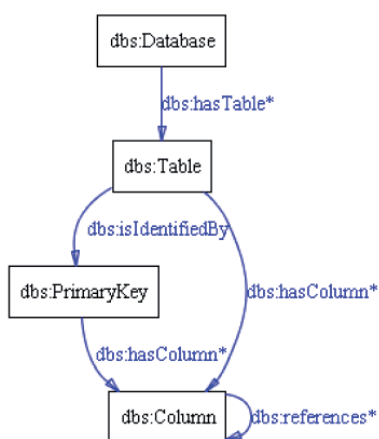 dbs:Database
dbs:hasTable*
dbs:Table
dbs:isIdentifiedBy
dbs:PrimaryKey
dbs:hasColumn*
dbs:hasColumn*
dbs:Column
dbs:references*